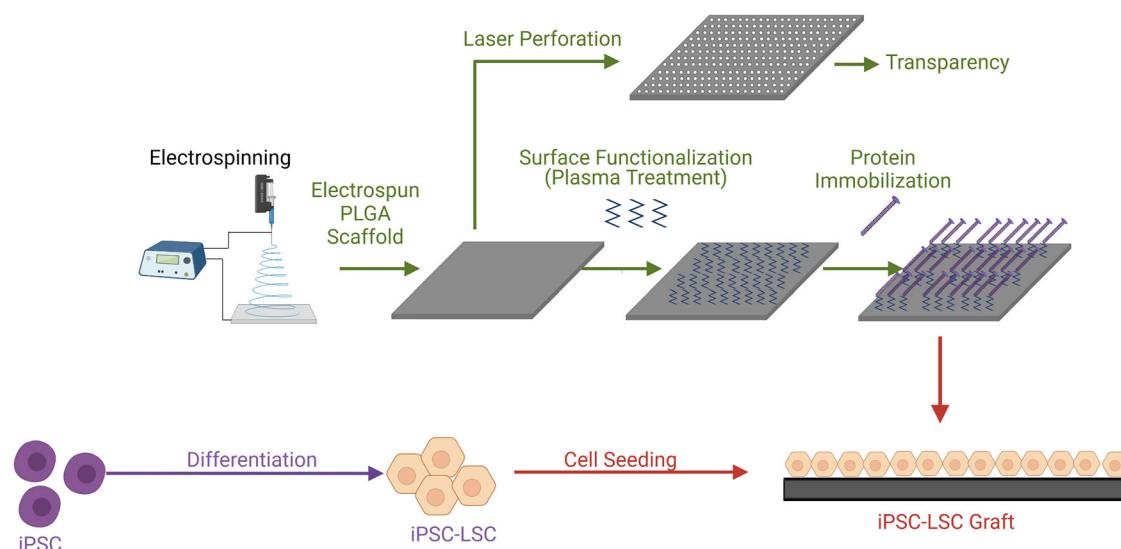 Laser Perforation
Transparency
Electrospinning
Electrospun
PLGA
Scaffold
Surface Functionalization
(Plasma Treatment)
Protein
Immobilization
Differentiation
Cell Seeding
iPSC
iPSC-LSC
iPSC-LSC Graft